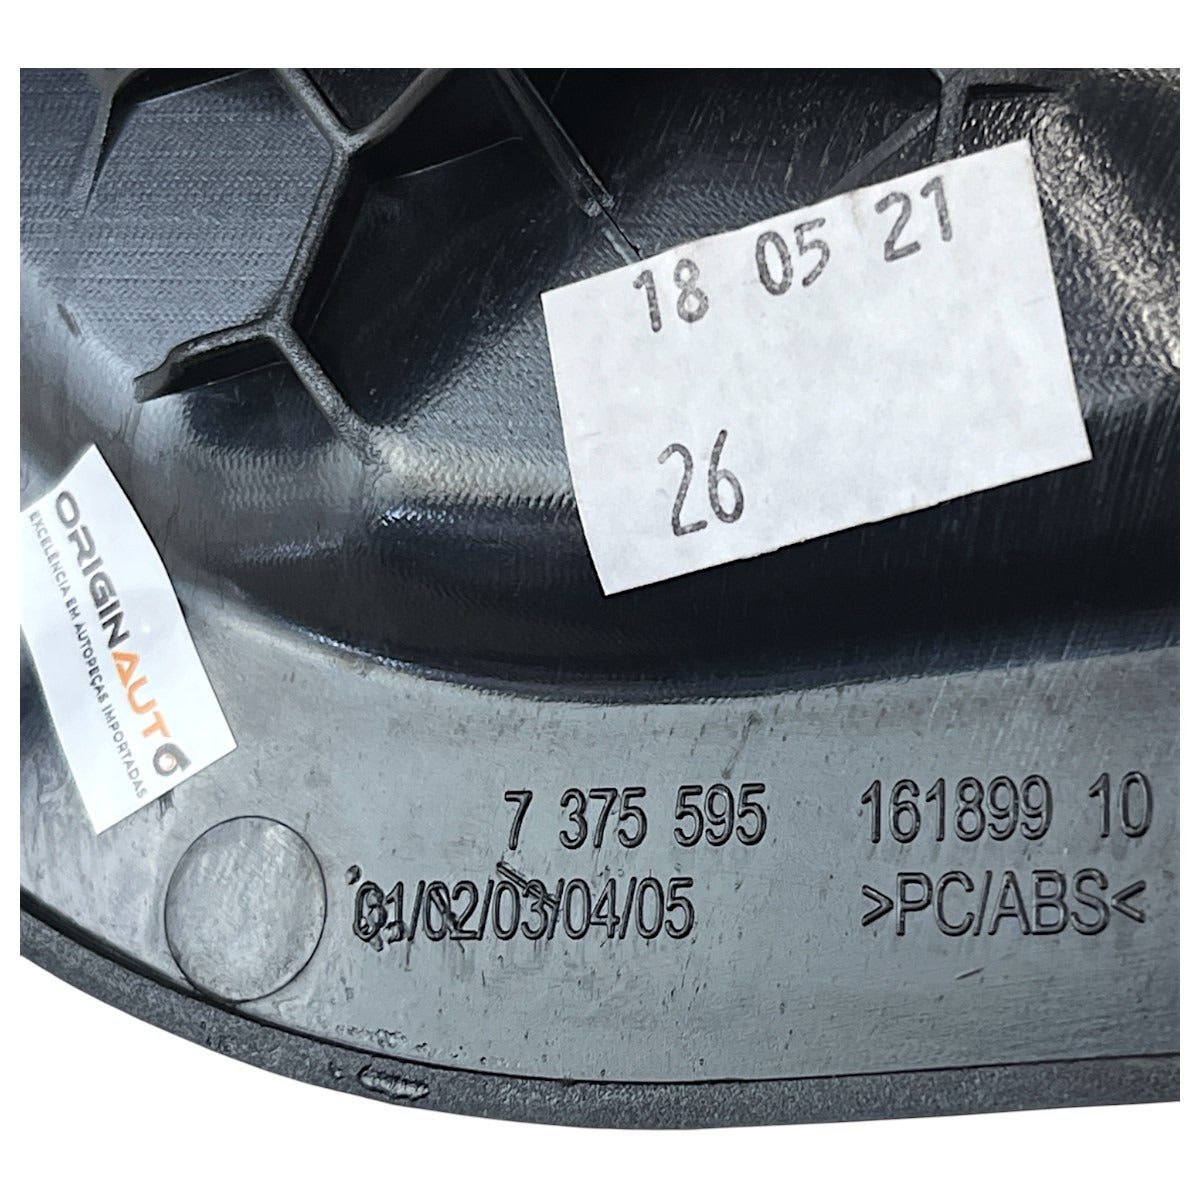 18 05 21
26
ORIGINAUTO
EXCELÊNCIA EM AUTOPEÇAS IMPORTADAS
7 375 595
161899 10
01/02/03/04/05
>PC/ABS<